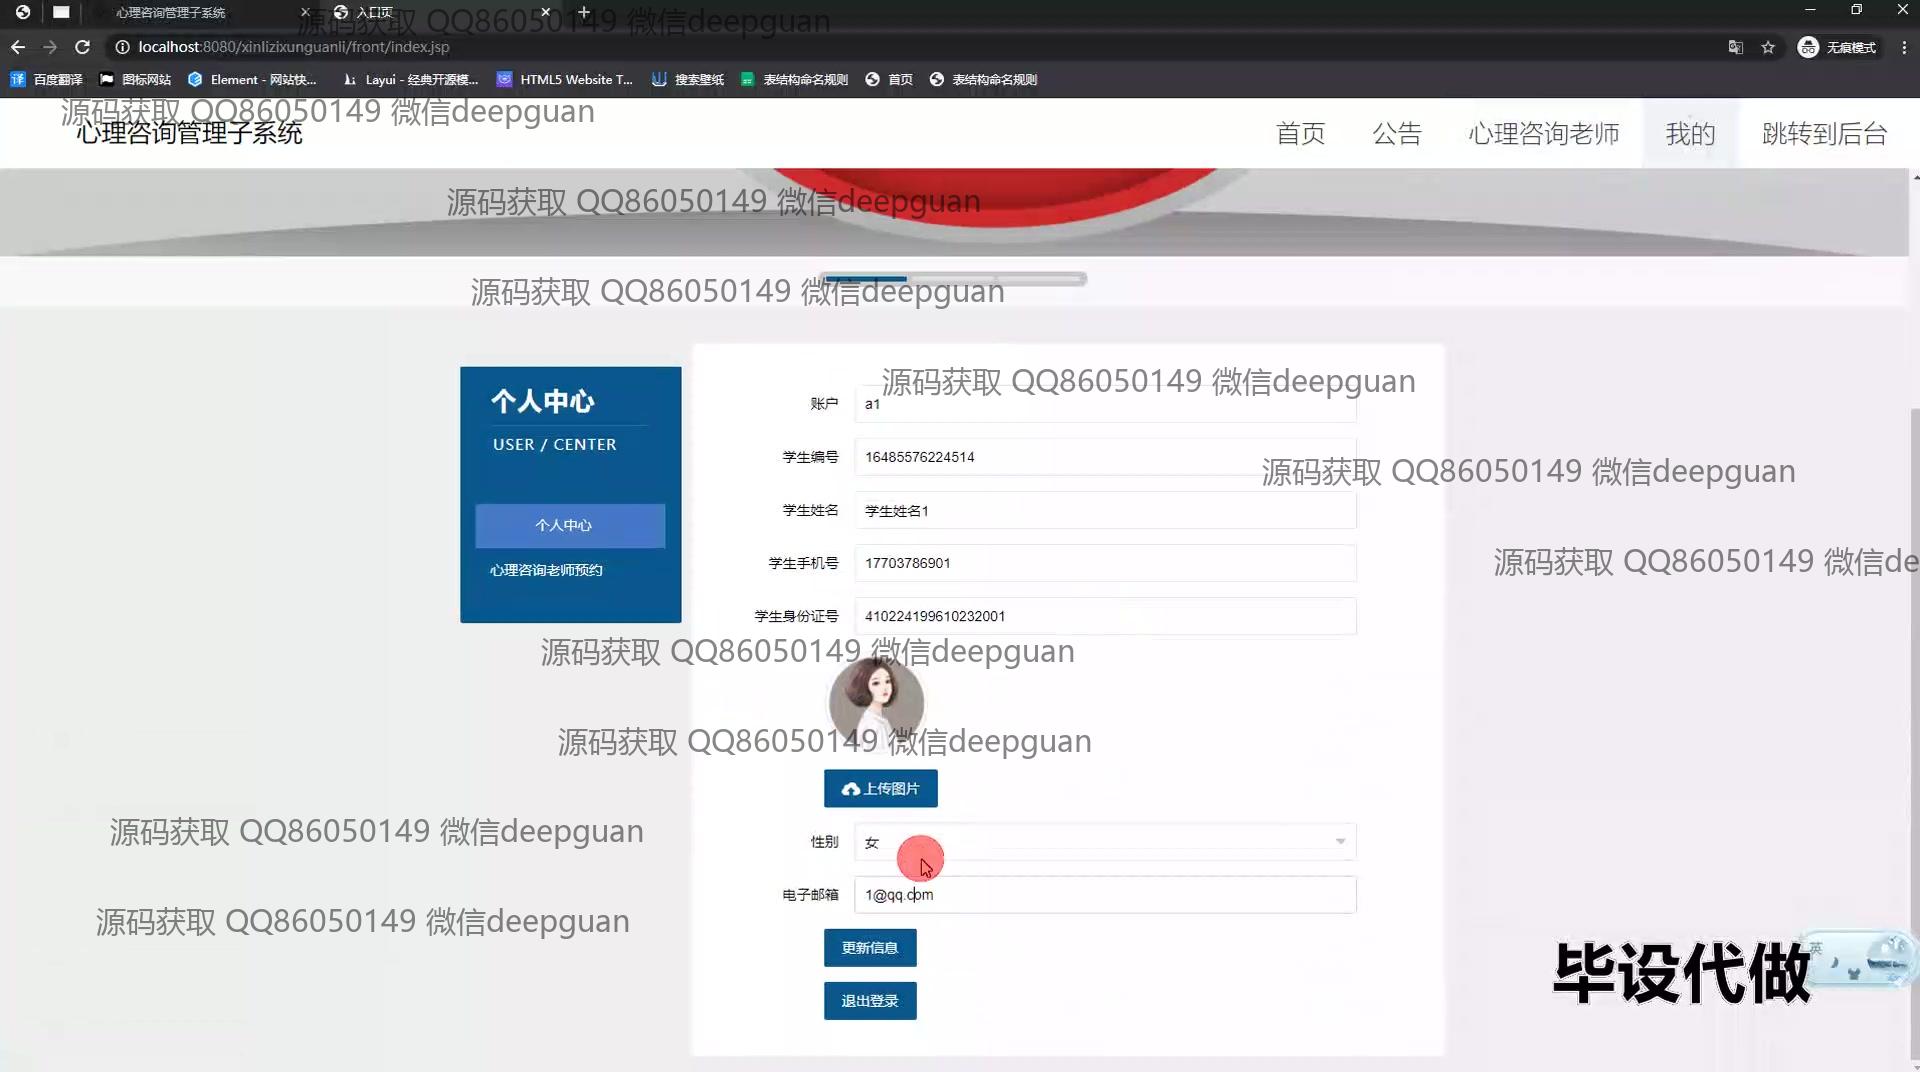 心理咨询管理子系统
入口页
源码获取 QQ86050149 微信deepguan
localhost:8080/xinlizixunguanli/front/index.jsp
无痕模式
百度翻译
图标网站
Element - 网站快...
Layui - 经典开源模...
HTML5 Website T...
搜索壁纸
表结构命名规则
首页
表结构命名规则
源码获取 QQ86050149 微信deepguan
心理咨询管理子系统
首页
公告
心理咨询老师
我的
跳转到后台
源码获取 QQ86050149 微信deepguan
源码获取 QQ86050149 微信deepguan
个人中心
USER / CENTER
个人中心
心理咨询老师预约
源码获取 QQ86050149 微信deepguan
账户 a1
学生编号 16485576224514
源码获取 QQ86050149 微信deepguan
学生姓名 学生姓名1
学生手机号 17703786901
源码获取 QQ86050149 微信de
学生身份证号 410224199610232001
源码获取 QQ86050149 微信deepguan
源码获取 QQ86050149 微信deepguan
上传图片
源码获取 QQ86050149 微信deepguan
性别 女
电子邮箱 1@qq.com
源码获取 QQ86050149 微信deepguan
更新信息
退出登录
毕设代做
英